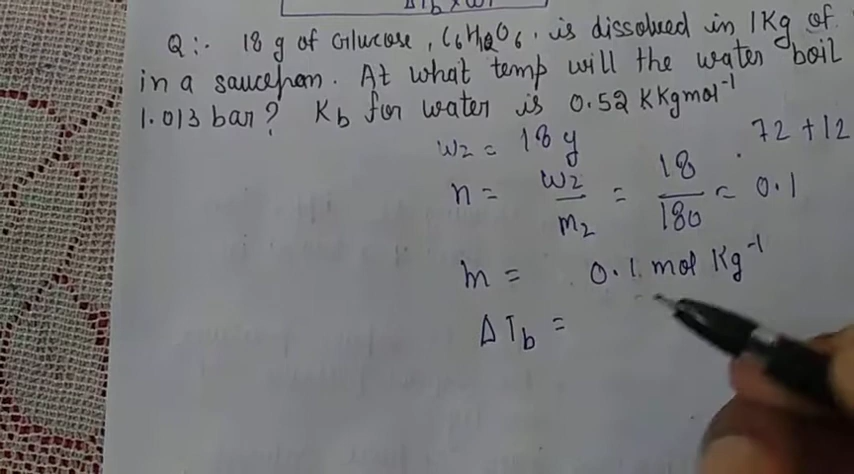 ΔTb × w1
Q:- 18 g of Glucose, C6H12O6, is dissolved in 1Kg of
in a saucepan. At what temp will the water boil
1.013 bar? Kb for water is 0.52 K Kg mol⁻¹
72 + 12
w2 = 18 g
n = w2/m2 = 18/180 = 0.1
m = 0.1 mol Kg⁻¹
ΔTb =